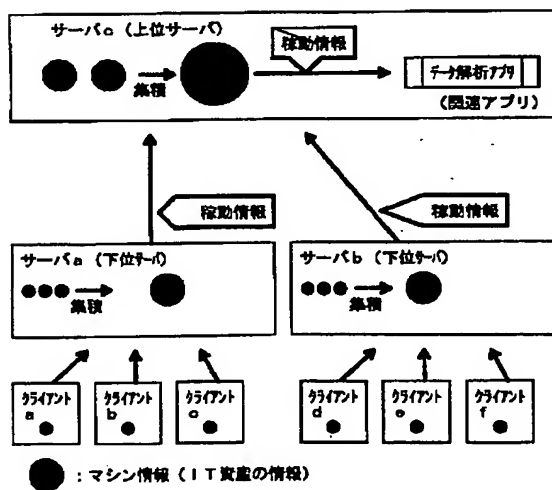 サーバc (上位サーバ)
稼動情報
集積
データ解析アプリ
(関連アプリ)
稼動情報
稼動情報
サーバa (下位サーバ)
集積
サーバb (下位サーバ)
集積
クライアント
a
クライアント
b
クライアント
c
クライアント
d
クライアント
e
クライアント
f
:マシン情報(IT資産の情報)